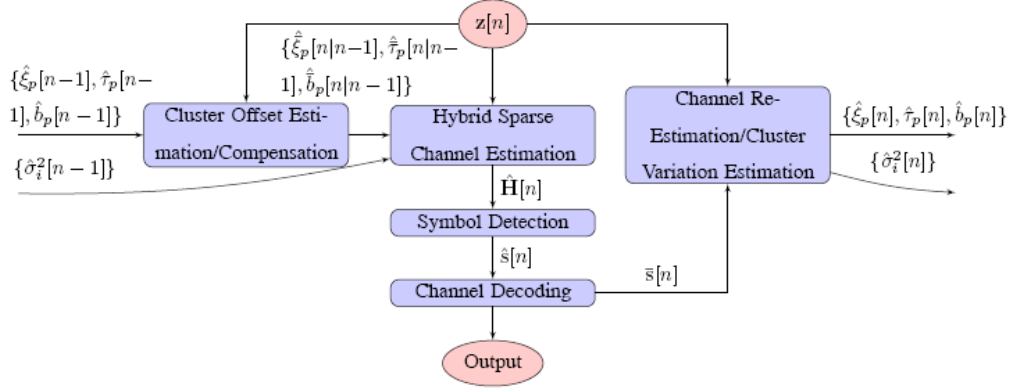 z[n]
{ξ̄̂_p[n|n−1], τ̄̂_p[n|n−
1], b̄̂_p[n|n − 1]}
{ξ̂_p[n−1], τ̂_p[n−
1], b̂_p[n − 1]}
Cluster Offset Esti-
mation/Compensation
Hybrid Sparse
Channel Estimation
Channel Re-
Estimation/Cluster
Variation Estimation
{ξ̂_p[n], τ̂_p[n], b̂_p[n]}
{σ̂_i^2[n−1]}
{σ̂_i^2[n]}
Ĥ[n]
Symbol Detection
ŝ[n]
s̄[n]
Channel Decoding
Output